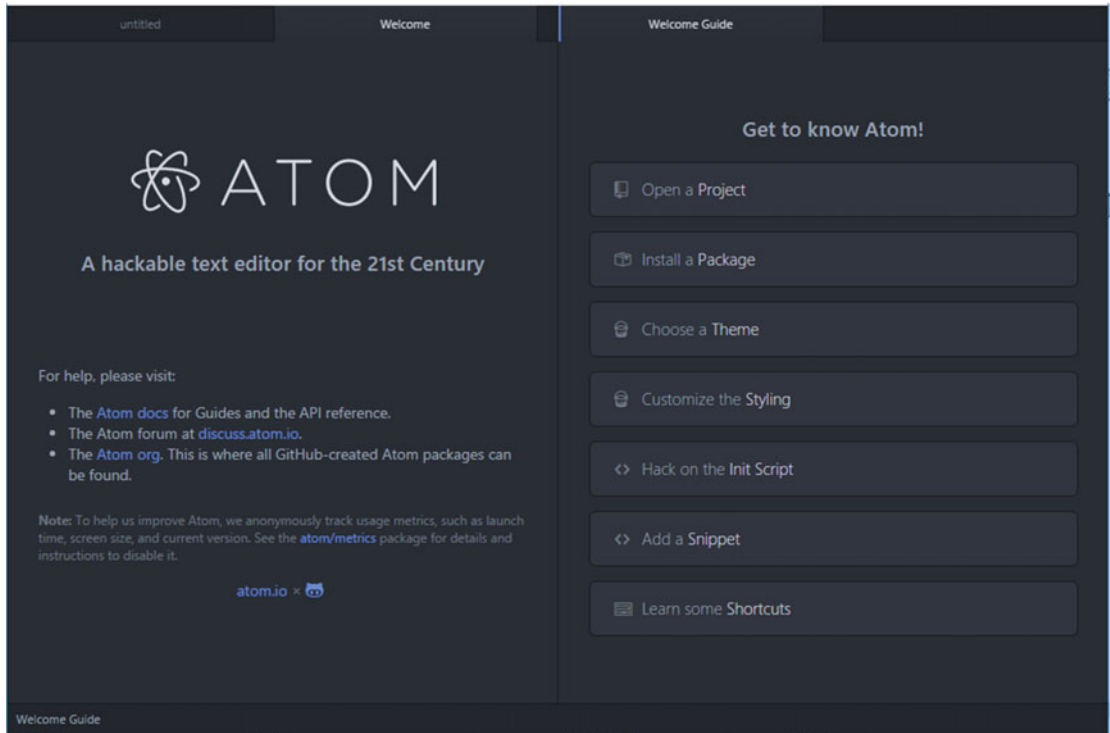 untitled
Welcome
Welcome Guide
ATOM
A hackable text editor for the 21st Century
For help, please visit:
• The Atom docs for Guides and the API reference.
• The Atom forum at discuss.atom.io.
• The Atom org. This is where all GitHub-created Atom packages can
be found.
Note: To help us improve Atom, we anonymously track usage metrics, such as launch
time, screen size, and current version. See the atom/metrics package for details and
instructions to disable it.
atom.io ×
Get to know Atom!
Open a Project
Install a Package
Choose a Theme
Customize the Styling
Hack on the Init Script
Add a Snippet
Learn some Shortcuts
Welcome Guide